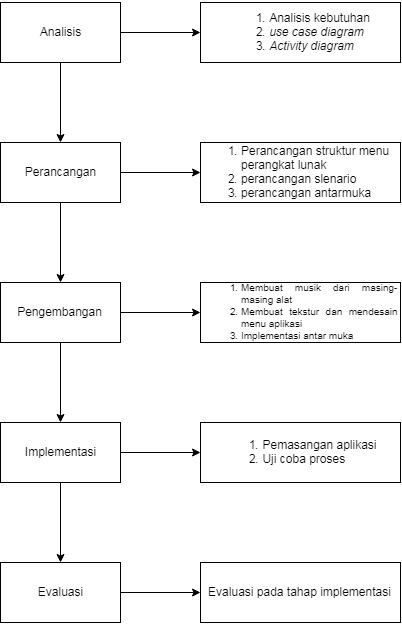 Analisis
1. Analisis kebutuhan
2. use case diagram
3. Activity diagram
Perancangan
1. Perancangan struktur menu
perangkat lunak
2. perancangan slenario
3. perancangan antarmuka
Pengembangan
1. Membuat musik dari masing-
masing alat
2. Membuat tekstur dan mendesain
menu aplikasi
3. Implementasi antar muka
Implementasi
1. Pemasangan aplikasi
2. Uji coba proses
Evaluasi
Evaluasi pada tahap implementasi